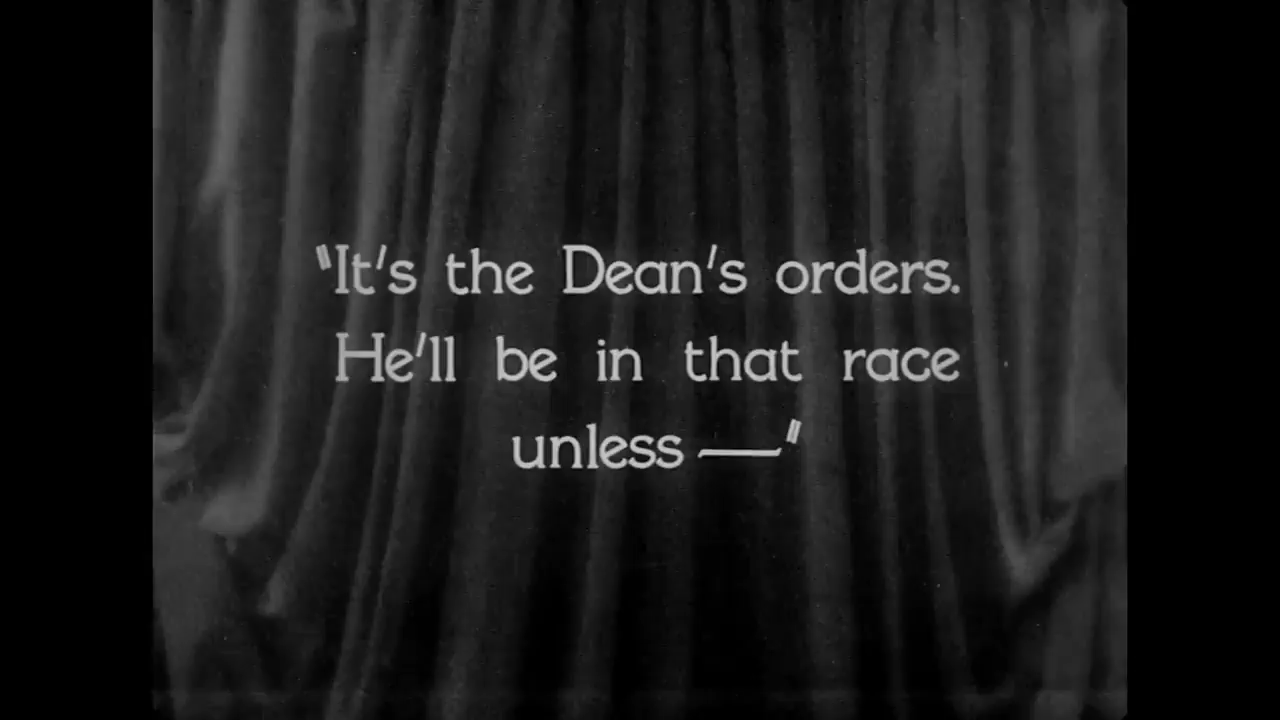 "It's the Dean's orders.
He'll be in that race
unless —"